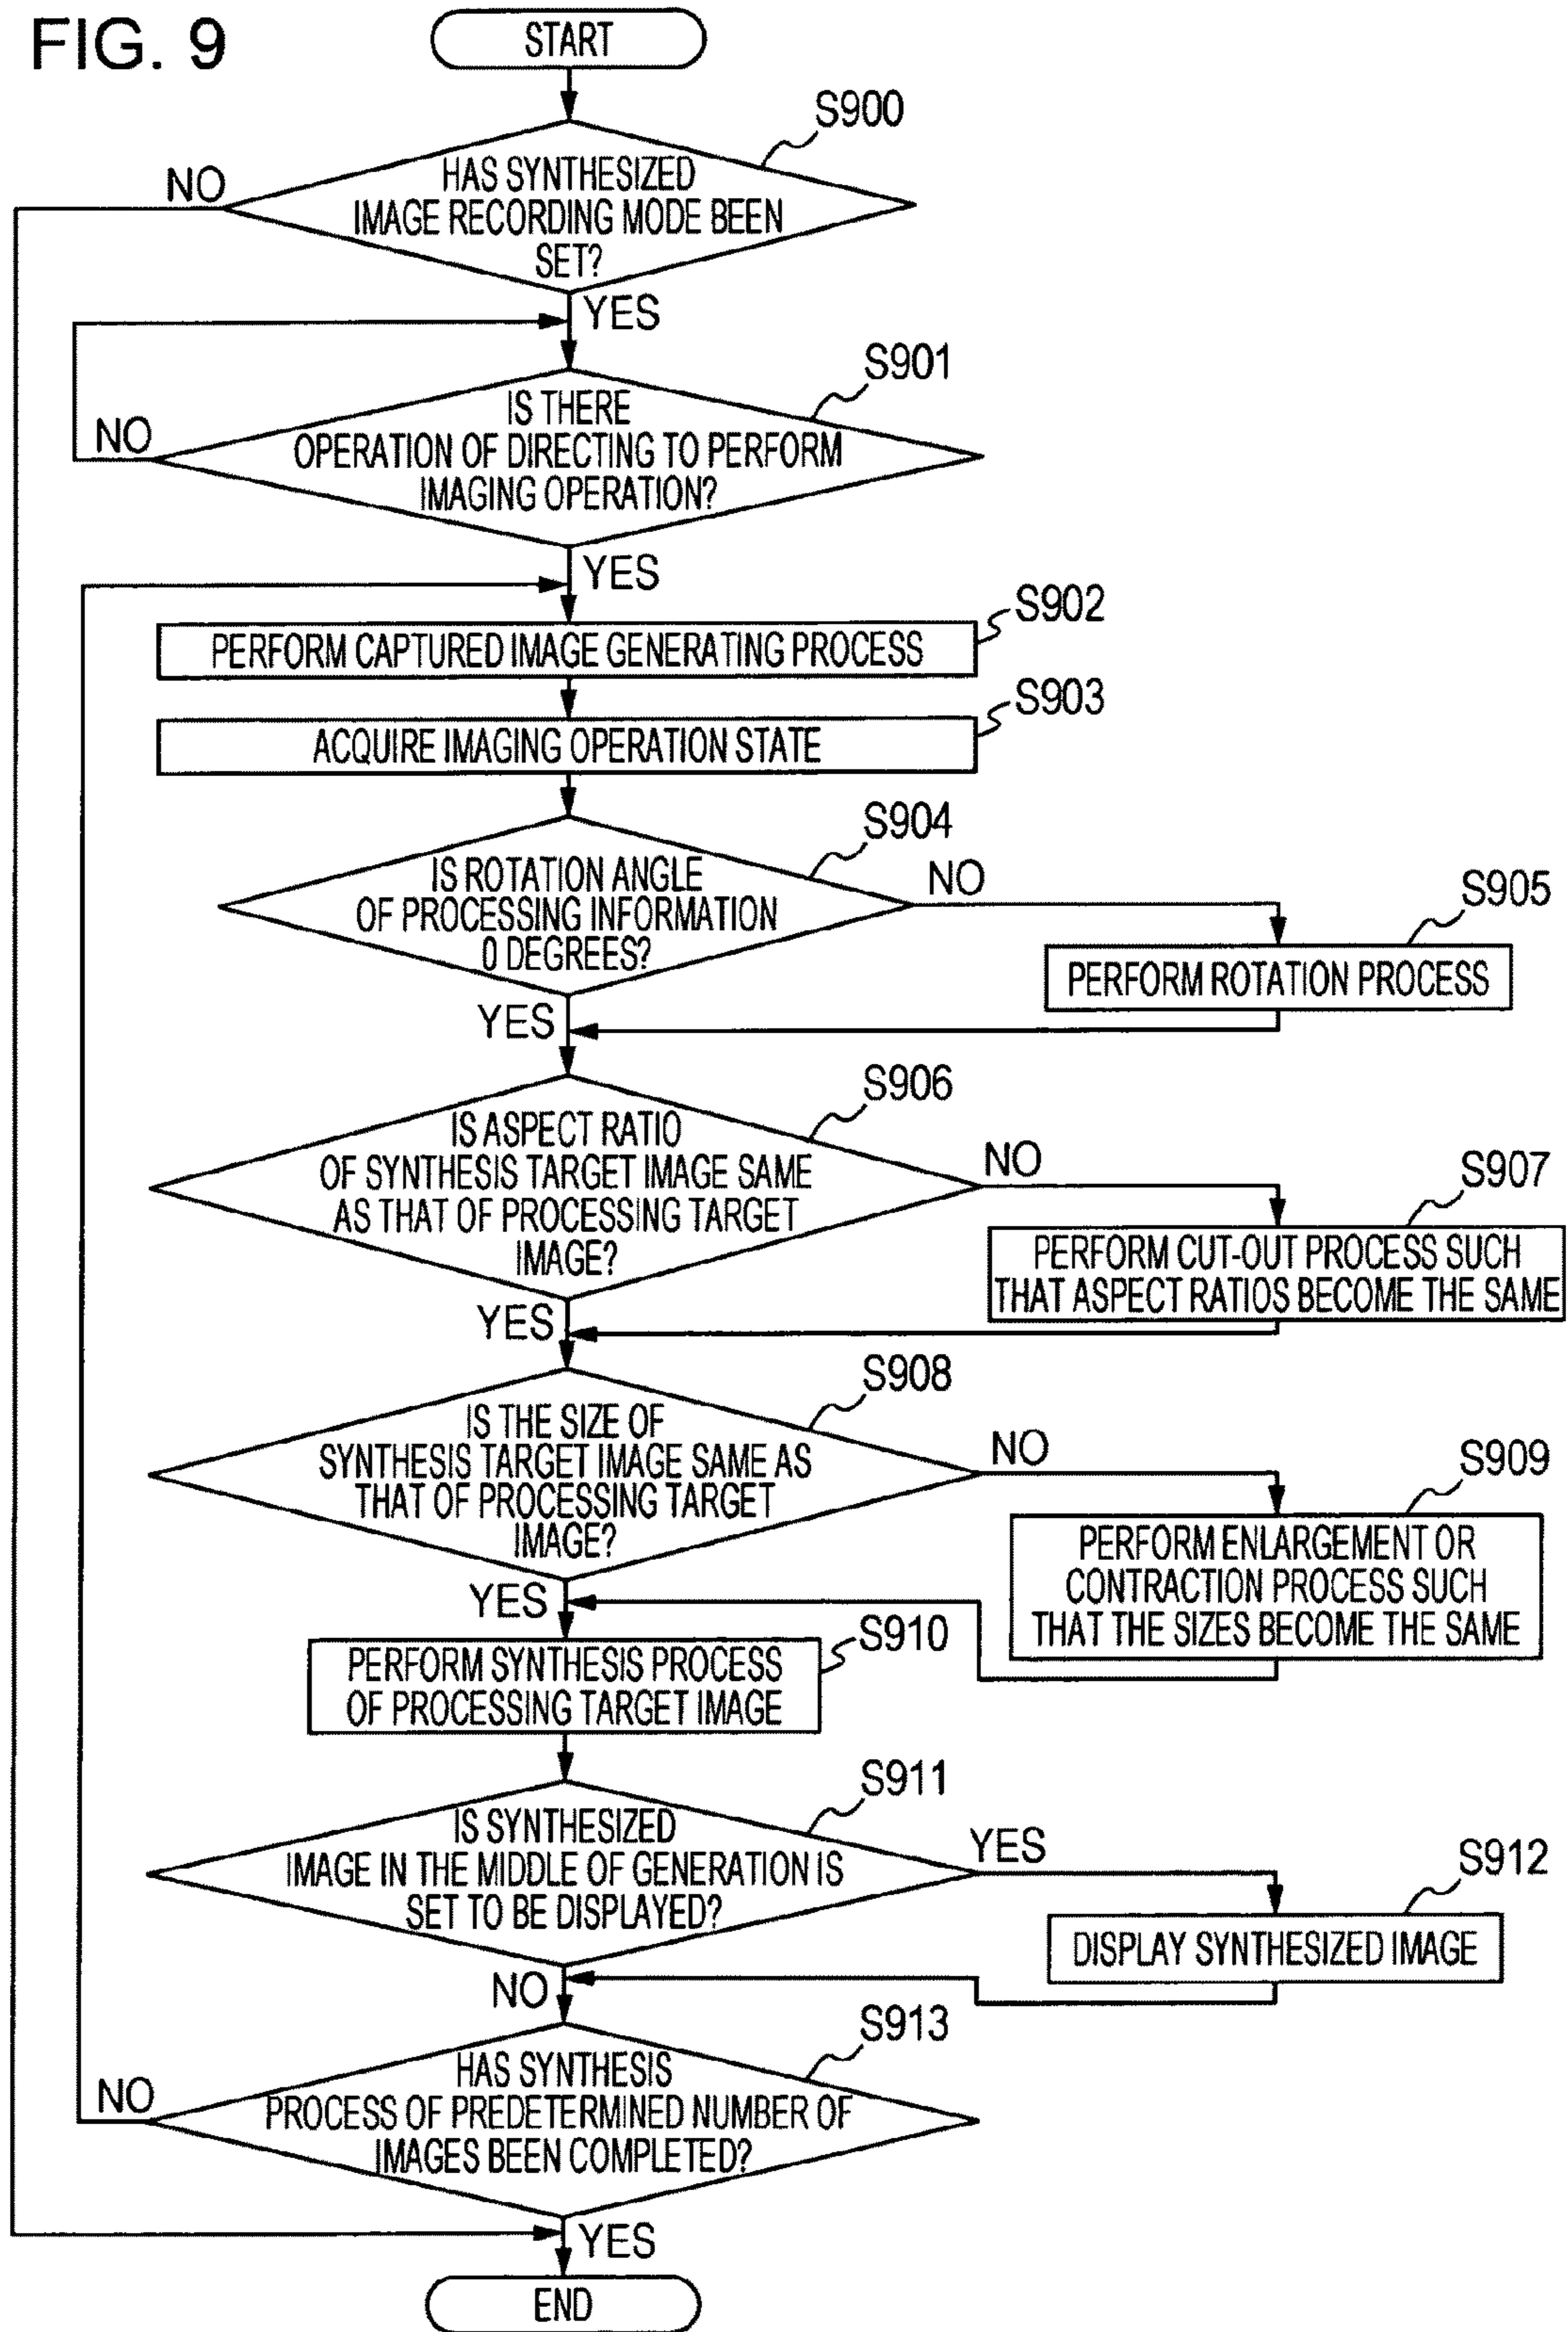 FIG. 9
START
S900
HAS SYNTHESIZED
IMAGE RECORDING MODE BEEN
SET?
NO
YES
S901
IS THERE
OPERATION OF DIRECTING TO PERFORM
IMAGING OPERATION?
NO
YES
S902
PERFORM CAPTURED IMAGE GENERATING PROCESS
S903
ACQUIRE IMAGING OPERATION STATE
S904
IS ROTATION ANGLE
OF PROCESSING INFORMATION
0 DEGREES?
NO
S905
PERFORM ROTATION PROCESS
YES
S906
IS ASPECT RATIO
OF SYNTHESIS TARGET IMAGE SAME
AS THAT OF PROCESSING TARGET
IMAGE?
NO
S907
PERFORM CUT-OUT PROCESS SUCH
THAT ASPECT RATIOS BECOME THE SAME
YES
S908
IS THE SIZE OF
SYNTHESIS TARGET IMAGE SAME AS
THAT OF PROCESSING TARGET
IMAGE?
NO
S909
PERFORM ENLARGEMENT OR
CONTRACTION PROCESS SUCH
THAT THE SIZES BECOME THE SAME
YES
S910
PERFORM SYNTHESIS PROCESS
OF PROCESSING TARGET IMAGE
S911
IS SYNTHESIZED
IMAGE IN THE MIDDLE OF GENERATION IS
SET TO BE DISPLAYED?
YES
S912
DISPLAY SYNTHESIZED IMAGE
NO
S913
HAS SYNTHESIS
PROCESS OF PREDETERMINED NUMBER OF
IMAGES BEEN COMPLETED?
NO
YES
END